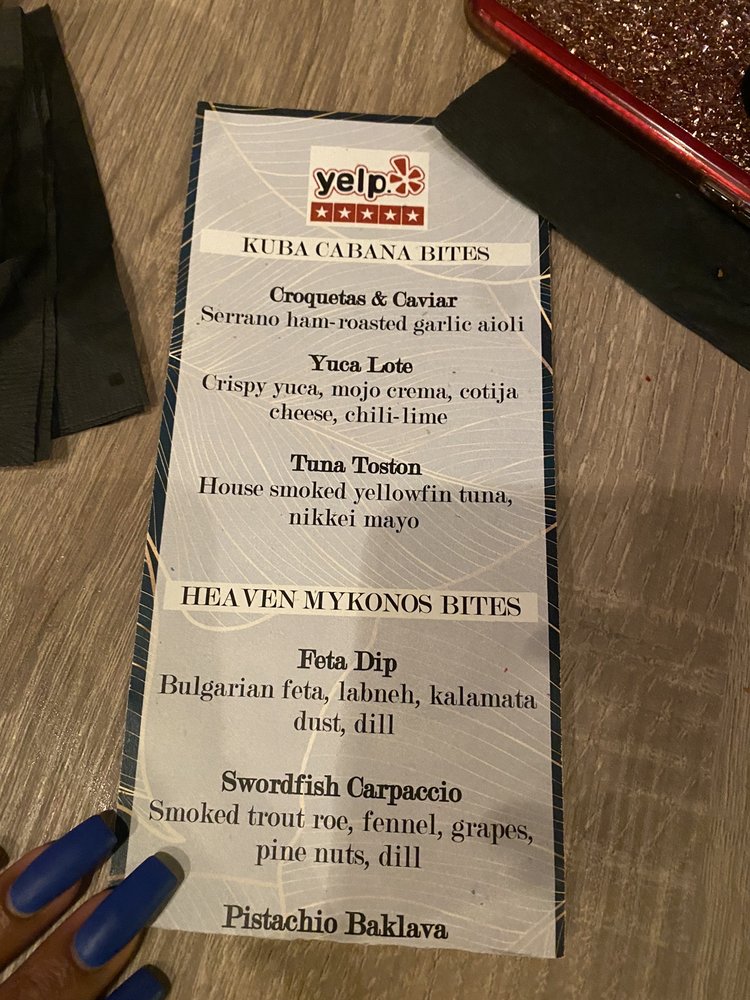 yelp
KUBA CABANA BITES
Croquetas & Caviar
Serrano ham-roasted garlic aioli
Yuca Lote
Crispy yuca, mojo crema, cotija
cheese, chili-lime
Tuna Toston
House smoked yellowfin tuna,
nikkei mayo
HEAVEN MYKONOS BITES
Feta Dip
Bulgarian feta, labneh, kalamata
dust, dill
Swordfish Carpaccio
Smoked trout roe, fennel, grapes,
pine nuts, dill
Pistachio Baklava